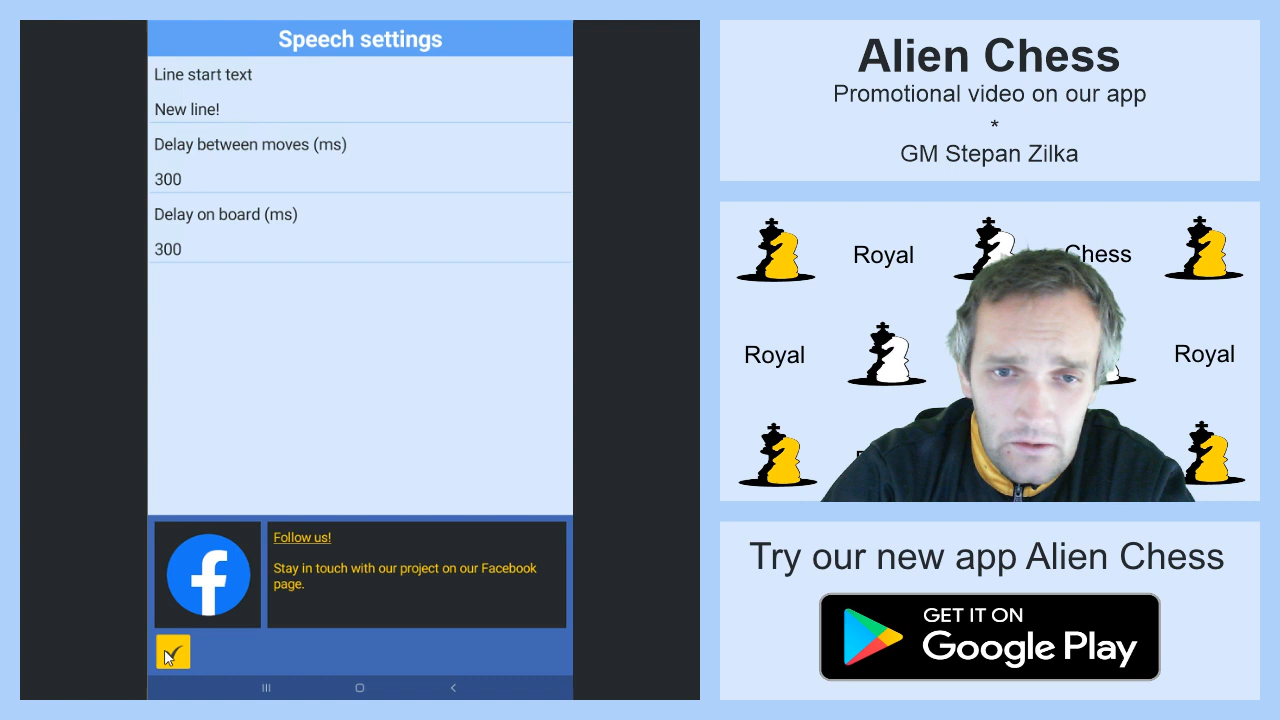 Speech settings
Line start text
New line!
Delay between moves (ms)
300
Delay on board (ms)
300
Follow us!
Stay in touch with our project on our Facebook
page.
Alien Chess
Promotional video on our app
*
GM Stepan Zilka
Royal Chess
Royal Royal
Try our new app Alien Chess
GET IT ON
Google Play